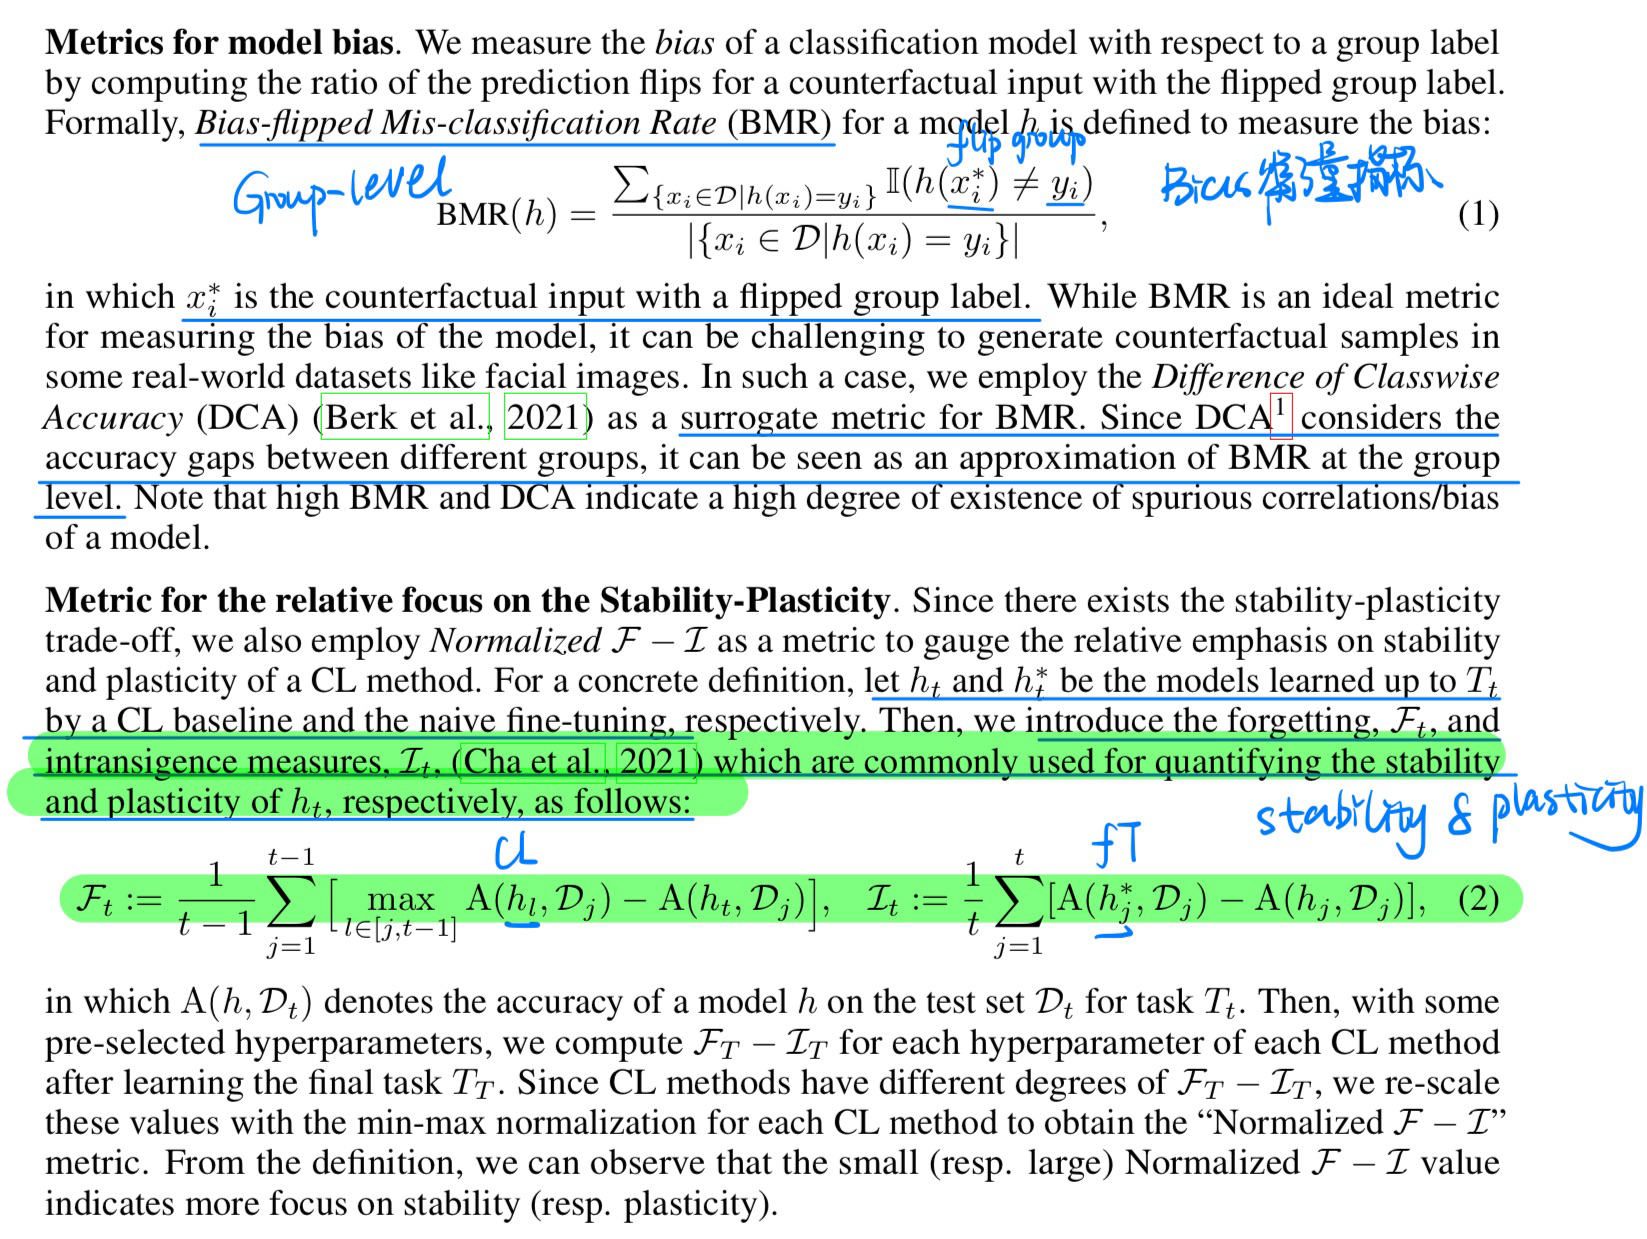 Metrics for model bias. We measure the bias of a classification model with respect to a group label
by computing the ratio of the prediction flips for a counterfactual input with the flipped group label.
Formally, Bias-flipped Mis-classification Rate (BMR) for a model h is defined to measure the bias:
flip group
Group-level
BMR(h) = \frac{\sum_{\{x_i \in \mathcal{D}|h(x_i)=y_i\}} \mathbb{I}(h(x_i^*) \neq y_i)}{|\{x_i \in \mathcal{D}|h(x_i) = y_i\}|}, (1)
Bias 指标
in which x_i^* is the counterfactual input with a flipped group label. While BMR is an ideal metric
for measuring the bias of the model, it can be challenging to generate counterfactual samples in
some real-world datasets like facial images. In such a case, we employ the Difference of Classwise
Accuracy (DCA) (Berk et al., 2021) as a surrogate metric for BMR. Since DCA¹ considers the
accuracy gaps between different groups, it can be seen as an approximation of BMR at the group
level. Note that high BMR and DCA indicate a high degree of existence of spurious correlations/bias
of a model.
Metric for the relative focus on the Stability-Plasticity. Since there exists the stability-plasticity
trade-off, we also employ Normalized \mathcal{F} − \mathcal{I} as a metric to gauge the relative emphasis on stability
and plasticity of a CL method. For a concrete definition, let h_t and h_t^* be the models learned up to T_t
by a CL baseline and the naive fine-tuning, respectively. Then, we introduce the forgetting, \mathcal{F}_t, and
intransigence measures, \mathcal{I}_t, (Cha et al., 2021) which are commonly used for quantifying the stability
and plasticity of h_t, respectively, as follows:
stability & plasticity
CL
fT
\mathcal{F}_t := \frac{1}{t-1} \sum_{j=1}^{t-1} [\max_{l \in [j,t-1]} A(h_l, \mathcal{D}_j) − A(h_t, \mathcal{D}_j)], \mathcal{I}_t := \frac{1}{t} \sum_{j=1}^{t} [A(h_j^*, \mathcal{D}_j) − A(h_j, \mathcal{D}_j)], (2)
in which A(h, \mathcal{D}_t) denotes the accuracy of a model h on the test set \mathcal{D}_t for task T_t. Then, with some
pre-selected hyperparameters, we compute \mathcal{F}_T − \mathcal{I}_T for each hyperparameter of each CL method
after learning the final task T_T. Since CL methods have different degrees of \mathcal{F}_T − \mathcal{I}_T, we re-scale
these values with the min-max normalization for each CL method to obtain the “Normalized \mathcal{F} − \mathcal{I}”
metric. From the definition, we can observe that the small (resp. large) Normalized \mathcal{F} − \mathcal{I} value
indicates more focus on stability (resp. plasticity).